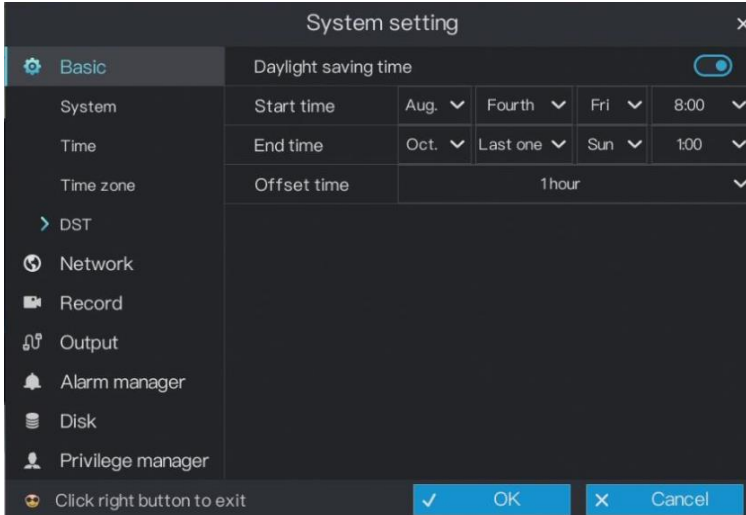 System setting
Basic
Daylight saving time
System
Start time Aug. Fourth Fri 8:00
Time
End time Oct. Last one Sun 1:00
Time zone
Offset time 1 hour
DST
Network
Record
Output
Alarm manager
Disk
Privilege manager
Click right button to exit
OK
Cancel